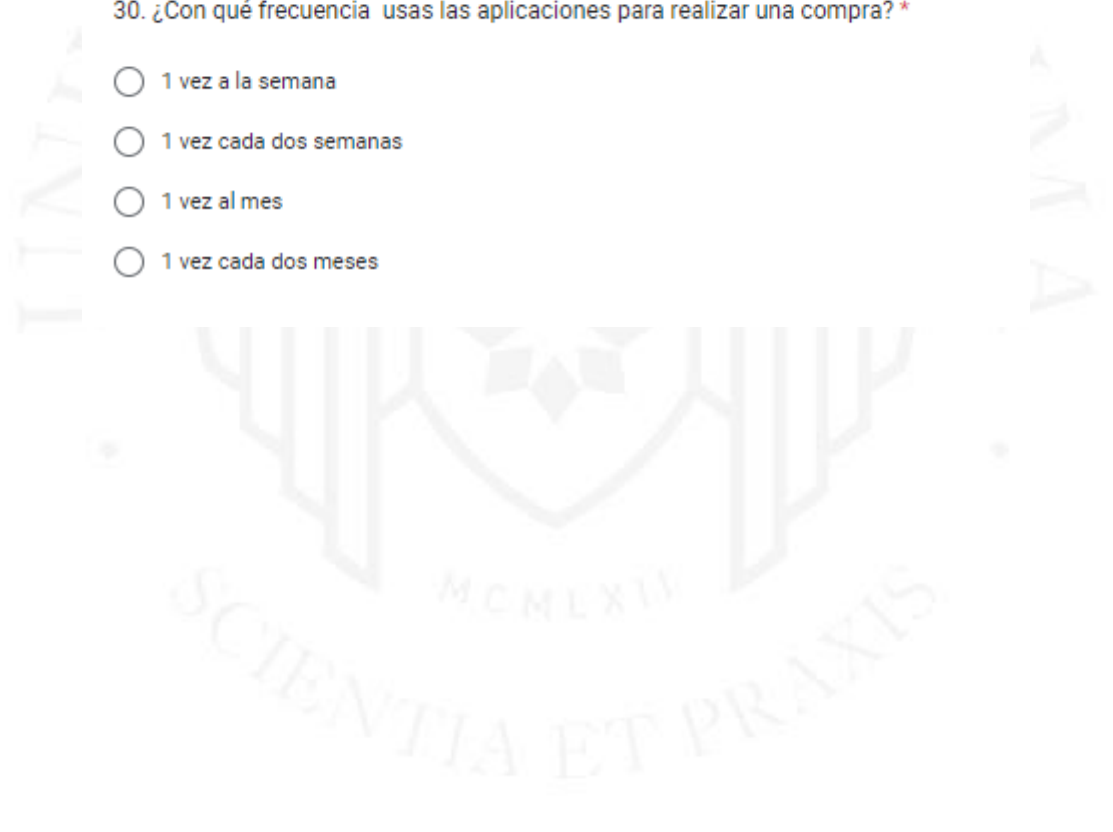 30. ¿Con qué frecuencia  usas las aplicaciones para realizar una compra? *
1 vez a la semana
1 vez cada dos semanas
1 vez al mes
1 vez cada dos meses
MCMLXII
SCIENTIA ET PRAXIS